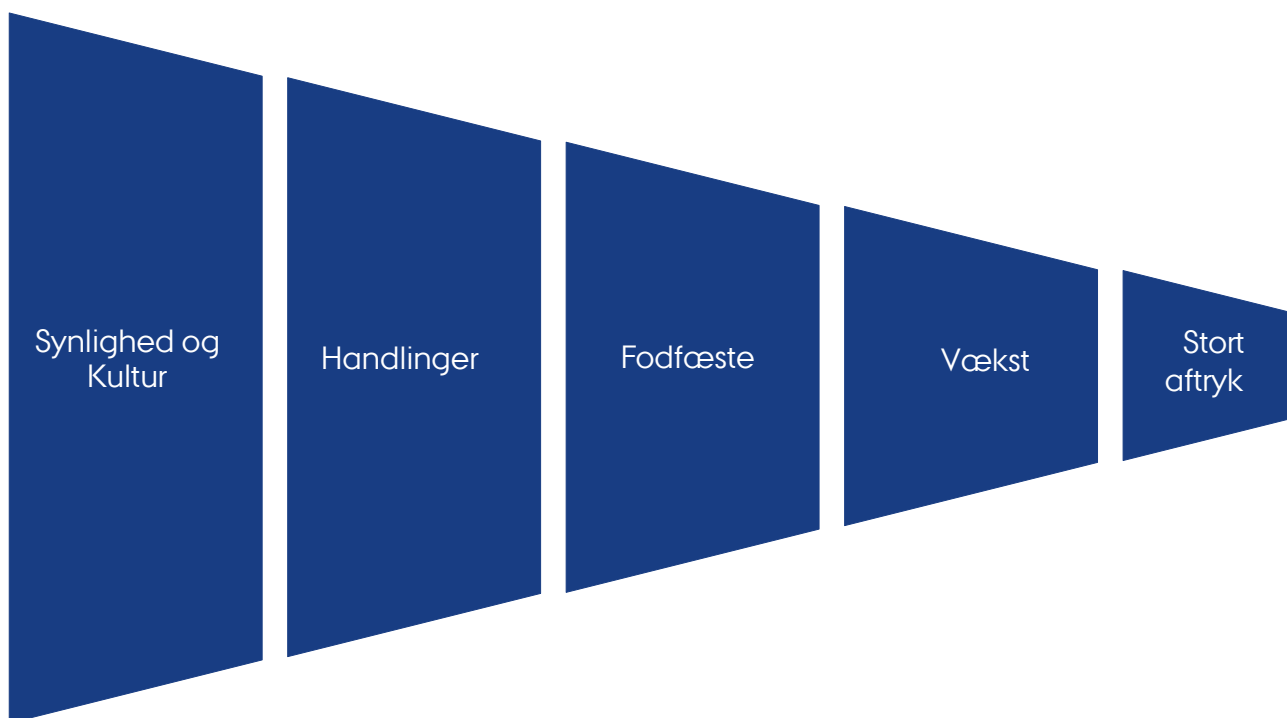 Synlighed og
Kultur
Handlinger
Fodfæste
Vækst
Stort
aftryk